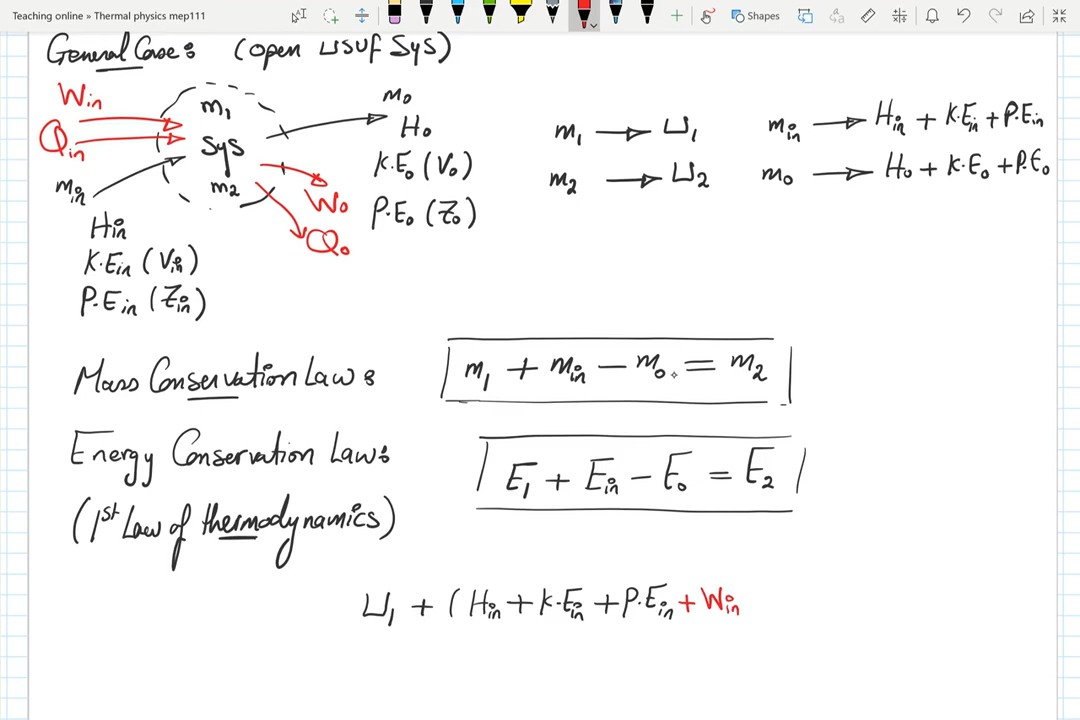 Teaching online » Thermal physics mep111
Shapes
General Case: (open USUF Sys)
Win
Qin
min
Hin
K.Ein (Vin)
P.Ein (Zin)
m1
Sys
m2
mo
Ho
K.Eo (Vo)
P.Eo (Zo)
Wo
Qo
m1 → U1
m2 → U2
min → Hin + K.Ein + P.Ein
mo → Ho + K.Eo + P.Eo
Mass Conservation Law: m1 + min − mo = m2
Energy Conservation Law: E1 + Ein − Eo = E2
(1st Law of thermodynamics)
U1 + (Hin + K.Ein + P.Ein + Win